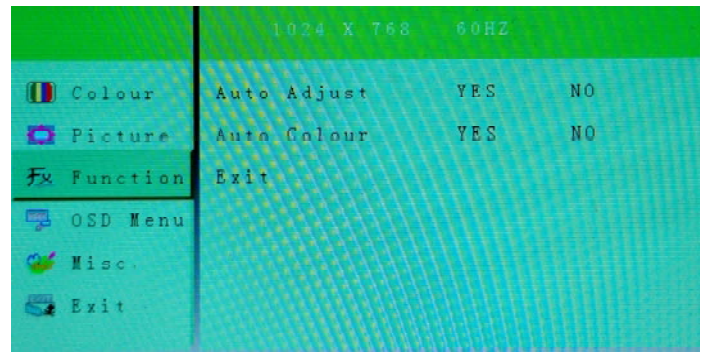 1024 X 768 60HZ
Colour Auto Adjust YES NO
Picture Auto Colour YES NO
Fx Function Exit
OSD Menu
Misc.
Exit